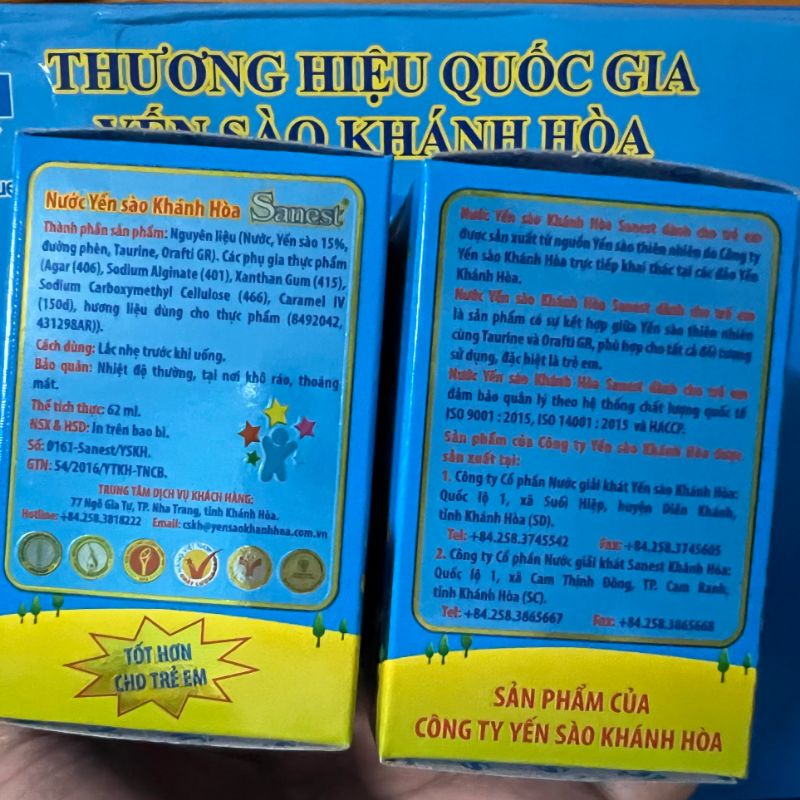 THƯƠNG HIỆU QUỐC GIA
YẾN SÀO KHÁNH HÒA
Nước Yến sào Khánh Hòa Sanest
Thành phần sản phẩm: Nguyên liệu (Nước, Yến sào 15%,
đường phèn, Taurine, Orafti GR). Các phụ gia thực phẩm
(Agar (406), Sodium Alginate (401), Xanthan Gum (415),
Sodium Carboxymethyl Cellulose (466), Caramel IV
(150d), hương liệu dùng cho thực phẩm (8492042,
431298AR)).
Cách dùng: Lắc nhẹ trước khi uống.
Bảo quản: Nhiệt độ thường, tại nơi khô ráo, thoáng
mát.
Thể tích thực: 62 ml.
NSX & HSD: In trên bao bì.
Số: 0161-Sanest/YSKH.
GTN: 54/2016/YTKH-TNCB.
TRUNG TÂM DỊCH VỤ KHÁCH HÀNG:
77 Ngô Gia Tự, TP. Nha Trang, tỉnh Khánh Hòa.
Hotline: +84.258.3818222 Email: cskh@yensaokhanhhoa.com.vn
TỐT HƠN
CHO TRẺ EM
Nước Yến sào Khánh Hòa Sanest dành cho trẻ em
được sản xuất từ nguồn Yến sào thiên nhiên do Công ty
Yến sào Khánh Hòa trực tiếp khai thác tại các đảo Yến
Khánh Hòa.
Nước Yến sào Khánh Hòa Sanest dành cho trẻ em
là sản phẩm có sự kết hợp giữa Yến sào thiên nhiên
cùng Taurine và Orafti GR, phù hợp cho tất cả đối tượng
sử dụng, đặc biệt là trẻ em.
Nước Yến sào Khánh Hòa Sanest dành cho trẻ em
đảm bảo quản lý theo hệ thống chất lượng quốc tế
ISO 9001 : 2015, ISO 14001 : 2015 và HACCP.
Sản phẩm của Công ty Yến sào Khánh Hòa được
sản xuất tại:
1. Công ty Cổ phần Nước giải khát Yến sào Khánh Hòa:
Quốc lộ 1, xã Suối Hiệp, huyện Diên Khánh,
tỉnh Khánh Hòa (SD).
Tel: +84.258.3745542 Fax: +84.258.3745605
2. Công ty Cổ phần Nước giải khát Sanest Khánh Hòa:
Quốc lộ 1, xã Cam Thịnh Đông, TP. Cam Ranh,
tỉnh Khánh Hòa (SC).
Tel: +84.258.3865667 Fax: +84.258.3865668
SẢN PHẨM CỦA
CÔNG TY YẾN SÀO KHÁNH HÒA